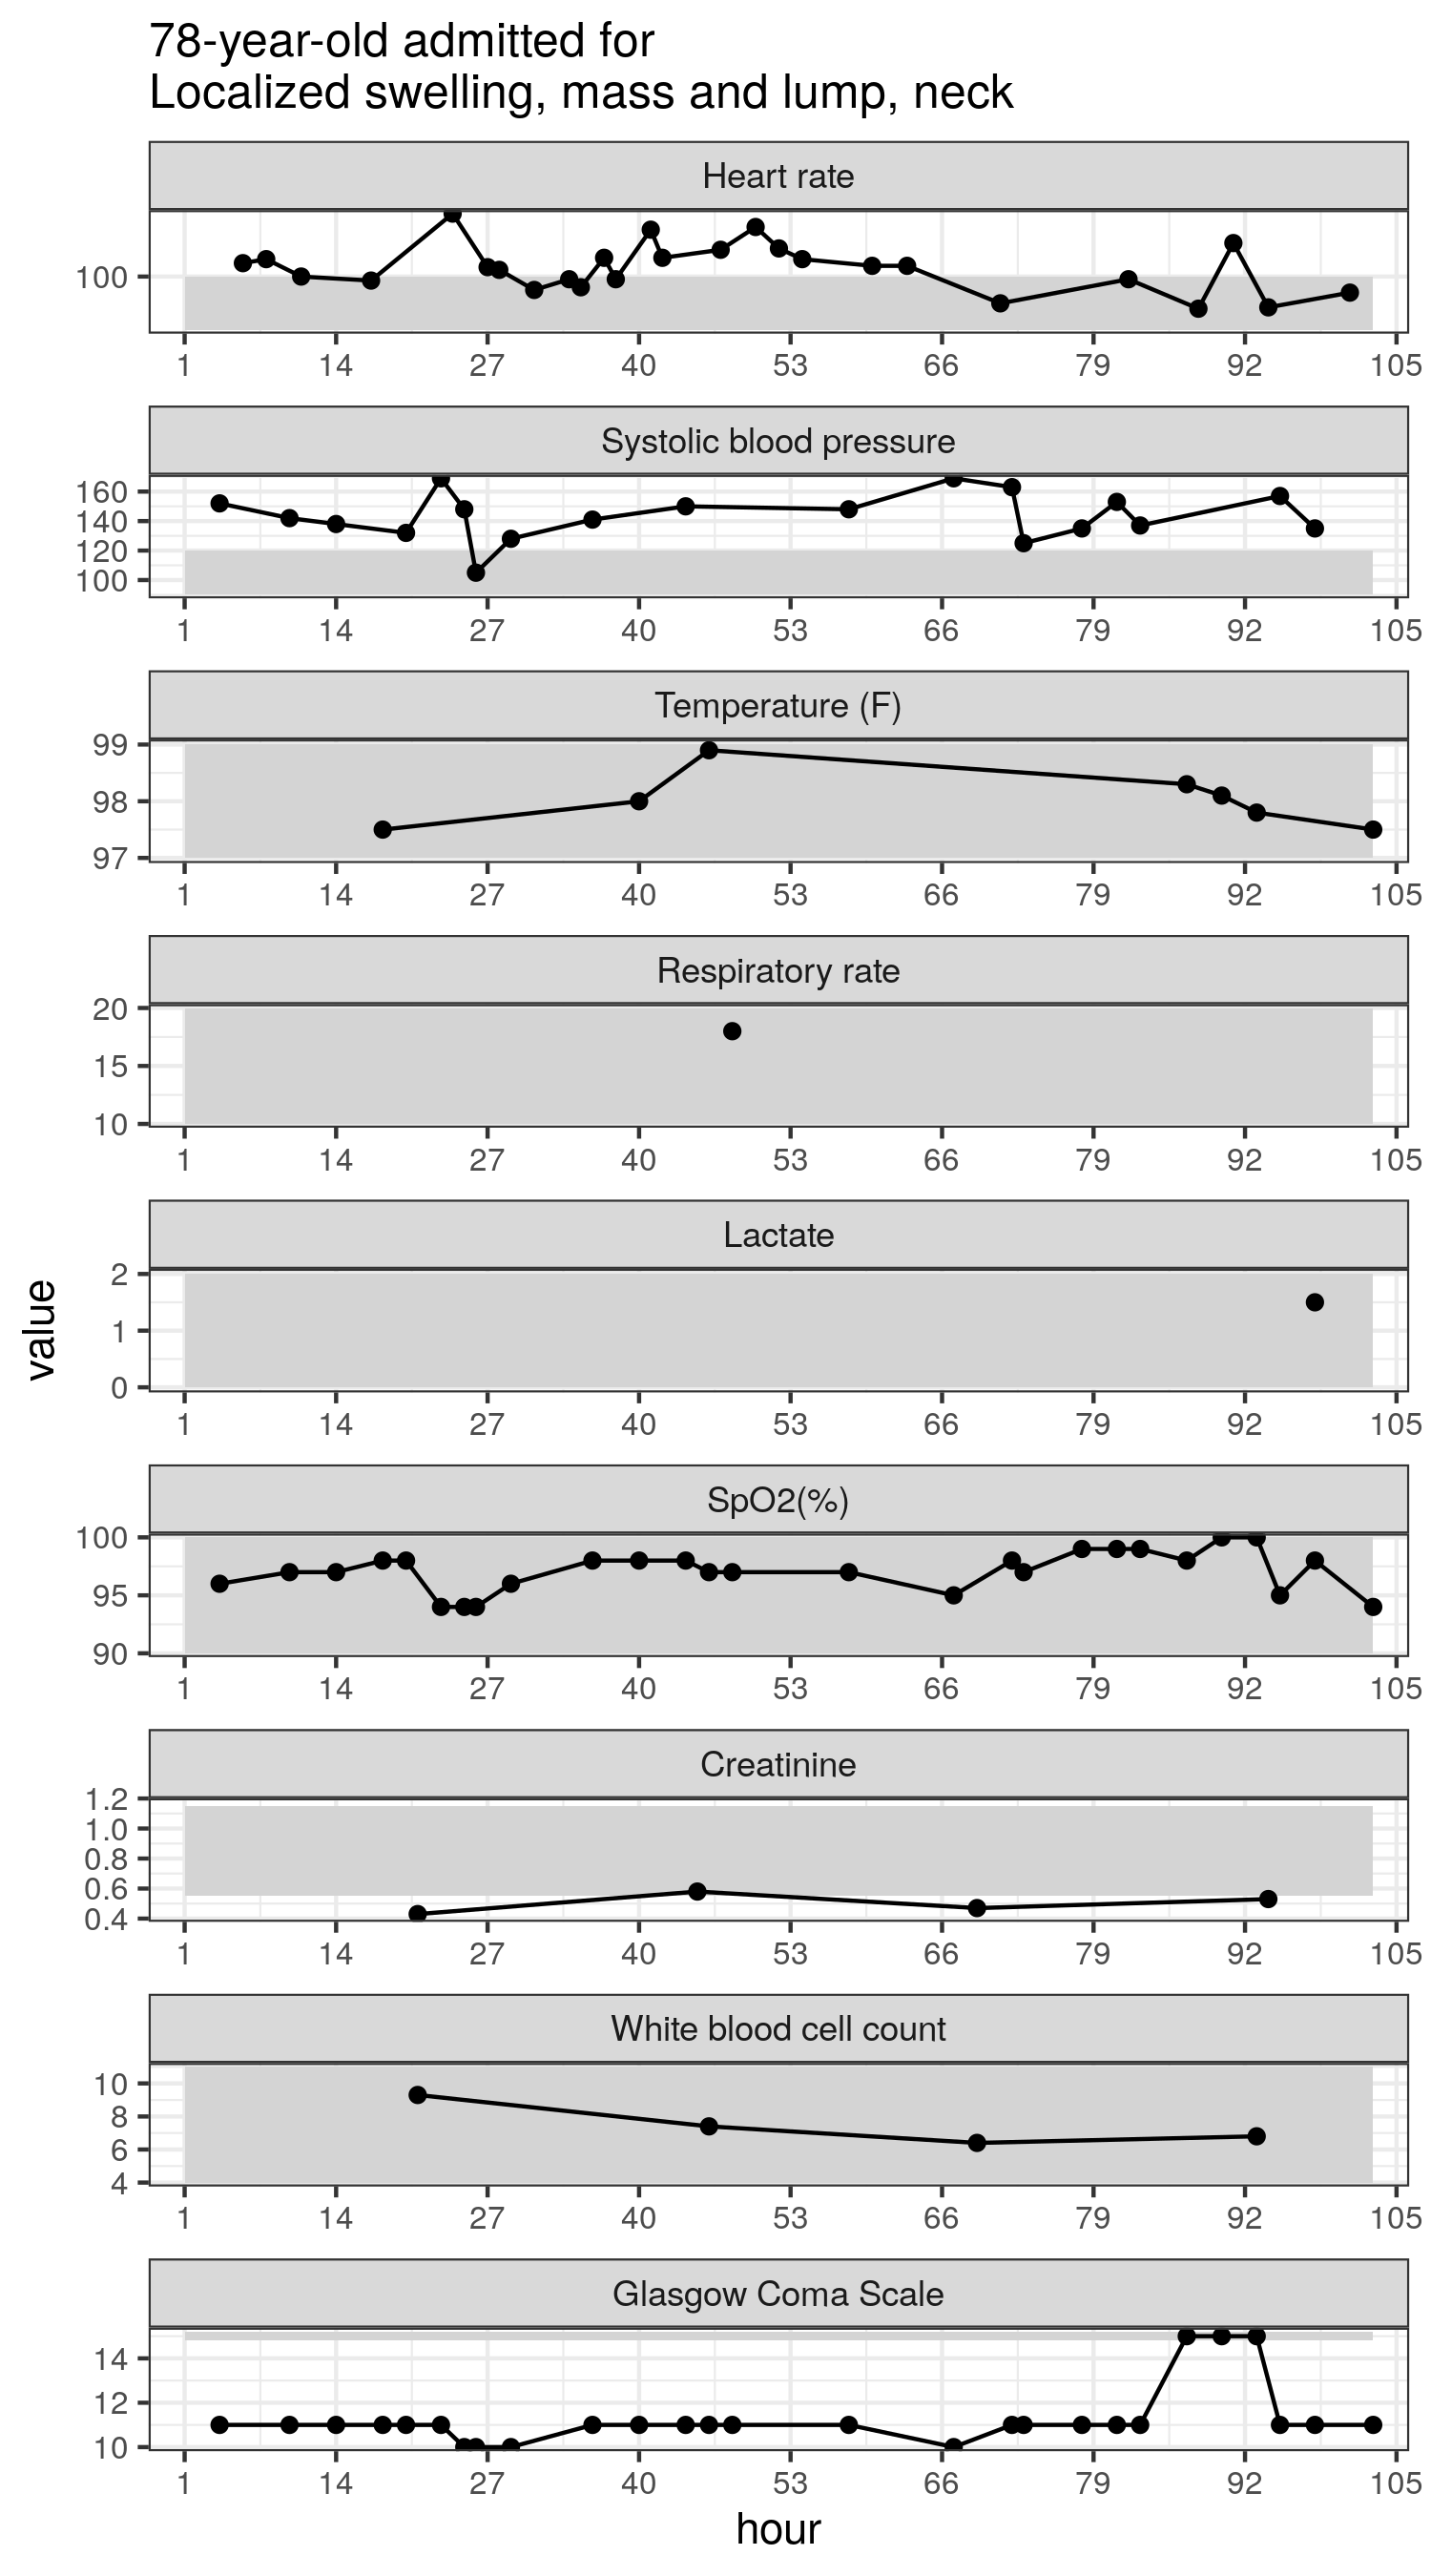 78-year-old admitted for
Localized swelling, mass and lump, neck
Heart rate
100
1 14 27 40 53 66 79 92 105
Systolic blood pressure
160
140
120
100
1 14 27 40 53 66 79 92 105
Temperature (F)
99
98
97
1 14 27 40 53 66 79 92 105
Respiratory rate
20
15
10
1 14 27 40 53 66 79 92 105
Lactate
2
1
0
1 14 27 40 53 66 79 92 105
value
SpO2(%)
100
95
90
1 14 27 40 53 66 79 92 105
Creatinine
1.2
1.0
0.8
0.6
0.4
1 14 27 40 53 66 79 92 105
White blood cell count
10
8
6
4
1 14 27 40 53 66 79 92 105
Glasgow Coma Scale
14
12
10
1 14 27 40 53 66 79 92 105
hour